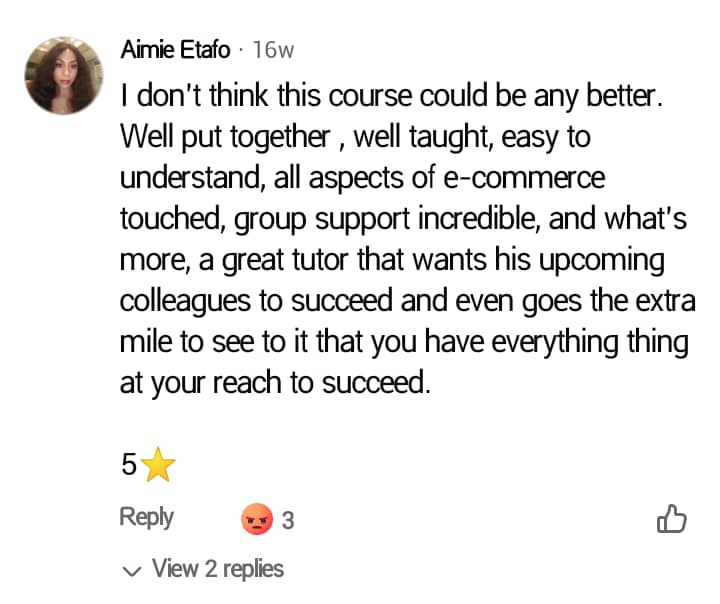 Aimie Etafo · 16w
I don't think this course could be any better.
Well put together , well taught, easy to
understand, all aspects of e-commerce
touched, group support incredible, and what's
more, a great tutor that wants his upcoming
colleagues to succeed and even goes the extra
mile to see to it that you have everything thing
at your reach to succeed.
5⭐
Reply 😡 3
View 2 replies